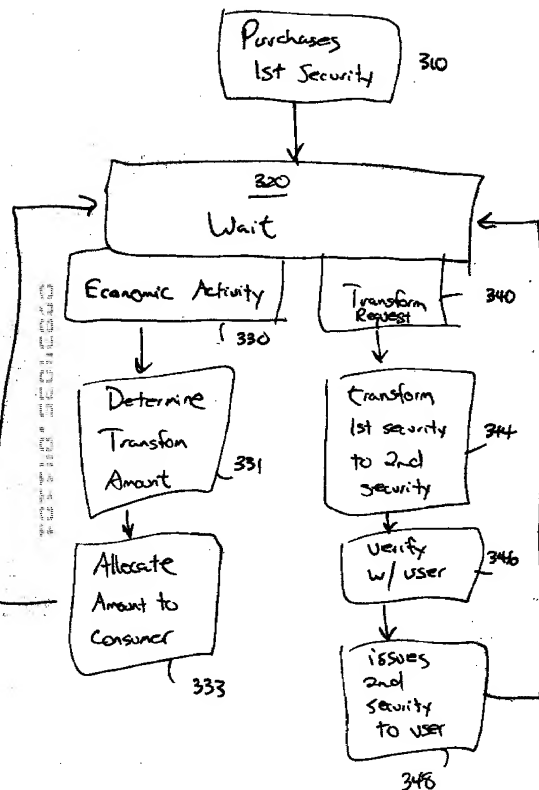 Purchases
1st Security
310
320
Wait
Economic Activity
330
Transform
Request
340
Determine
Transfom
Amount
331
transform
1st security
to 2nd
security
344
Allocate
Amount to
Consumer
333
verify
w/ user
346
issues
2nd
security
to user
348